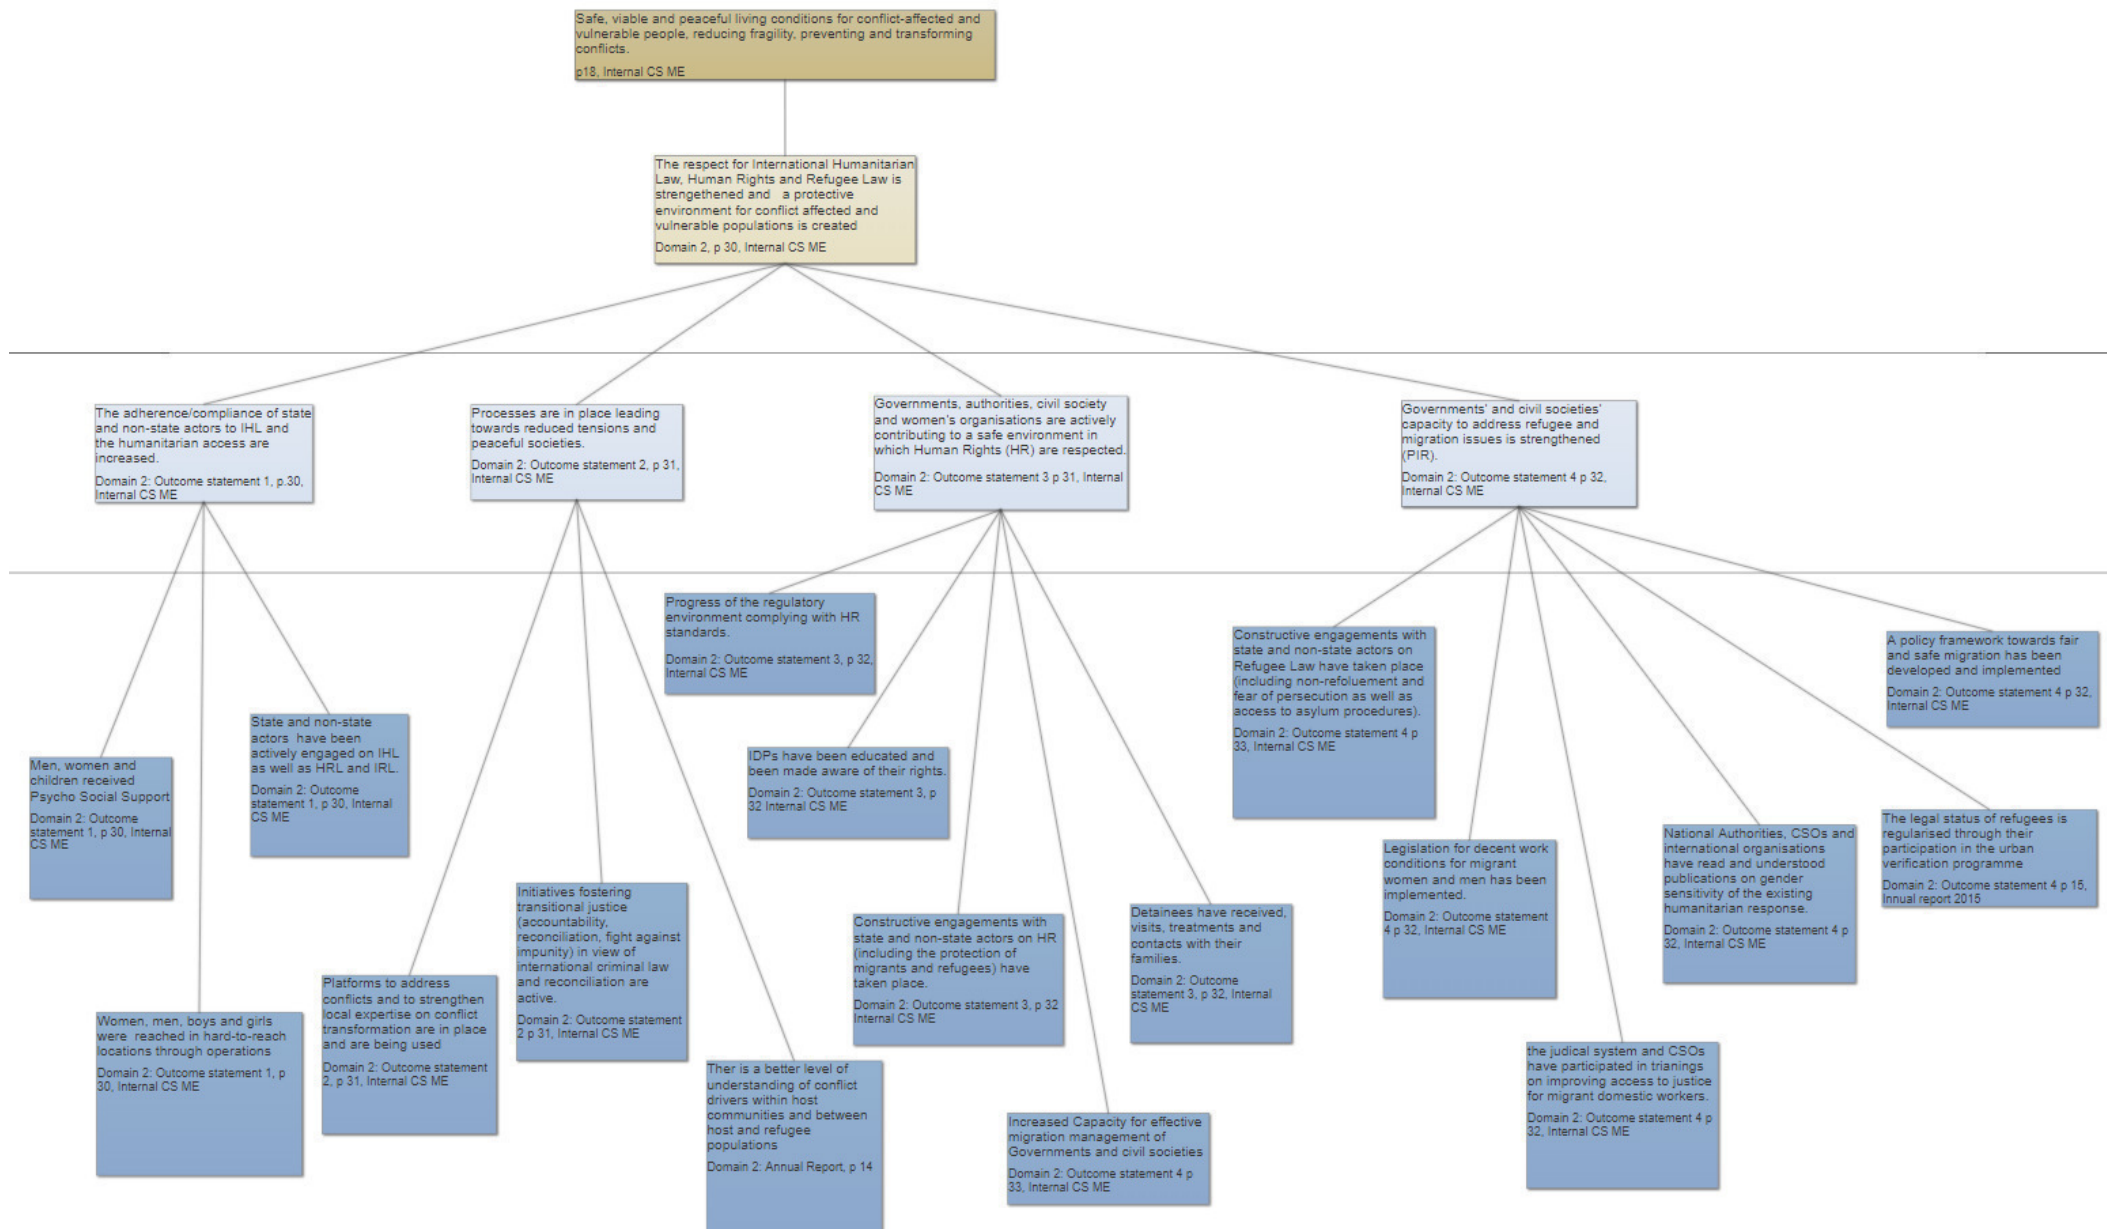 Safe, viable and peaceful living conditions for conflict-affected and
vulnerable people, reducing fragility, preventing and transforming
conflicts.
p18, Internal CS ME
The respect for International Humanitarian
Law, Human Rights and Refugee Law is
strengethened and a protective
environment for conflict affected and
vulnerable populations is created
Domain 2, p 30, Internal CS ME
The adherence/compliance of state
and non-state actors to IHL and
the humanitarian access are
increased.
Domain 2: Outcome statement 1, p.30,
Internal CS ME
Processes are in place leading
towards reduced tensions and
peaceful societies.
Domain 2: Outcome statement 2, p 31,
Internal CS ME
Governments, authorities, civil society
and women's organisations are actively
contributing to a safe environment in
which Human Rights (HR) are respected.
Domain 2: Outcome statement 3 p 31, Internal
CS ME
Governments' and civil societies'
capacity to address refugee and
migration issues is strengthened
(PIR).
Domain 2: Outcome statement 4 p 32,
Internal CS ME
Men, women and
children received
Psycho Social Support
Domain 2: Outcome
statement 1, p 30, Internal
CS ME
Women, men, boys and girls
were reached in hard-to-reach
locations through operations
Domain 2: Outcome statement 1, p
30, Internal CS ME
State and non-state
actors have been
actively engaged on IHL
as well as HRL and IRL.
Domain 2: Outcome
statement 1, p 30, Internal
CS ME
Platforms to address
conflicts and to strengthen
local expertise on conflict
transformation are in place
and are being used
Domain 2: Outcome statement
2, p 31, Internal CS ME
Initiatives fostering
transitional justice
(accountability,
reconciliation, fight against
impunity) in view of
international criminal law
and reconciliation are
active.
Domain 2: Outcome statement
2 p 31, Internal CS ME
Ther is a better level of
understanding of conflict
drivers within host
communities and between
host and refugee
populations
Domain 2: Annual Report, p 14
Progress of the regulatory
environment complying with HR
standards.
Domain 2: Outcome statement 3, p 32,
Internal CS ME
IDPs have been educated and
been made aware of their rights.
Domain 2: Outcome statement 3, p
32 Internal CS ME
Constructive engagements with
state and non-state actors on HR
(including the protection of
migrants and refugees) have
taken place.
Domain 2: Outcome statement 3, p 32
Internal CS ME
Increased Capacity for effective
migration management of
Governments and civil societies
Domain 2: Outcome statement 4 p
33, Internal CS ME
Detainees have received,
visits, treatments and
contacts with their
families.
Domain 2: Outcome
statement 3, p 32, Internal
CS ME
Constructive engagements with
state and non-state actors on
Refugee Law have taken place
(including non-refoluement and
fear of persecution as well as
access to asylum procedures).
Domain 2: Outcome statement 4 p
33, Internal CS ME
Legislation for decent work
conditions for migrant
women and men has been
implemented.
Domain 2: Outcome statement
4 p 32, Internal CS ME
the judical system and CSOs
have participated in trianings
on improving access to justice
for migrant domestic workers.
Domain 2: Outcome statement 4 p
32, Internal CS ME
National Authorities, CSOs and
international organisations
have read and understood
publications on gender
sensitivity of the existing
humanitarian response.
Domain 2: Outcome statement 4 p
32, Internal CS ME
The legal status of refugees is
regularised through their
participation in the urban
verification programme
Domain 2: Outcome statement 4 p 15,
Innual report 2015
A policy framework towards fair
and safe migration has been
developed and implemented
Domain 2: Outcome statement 4 p 32,
Internal CS ME